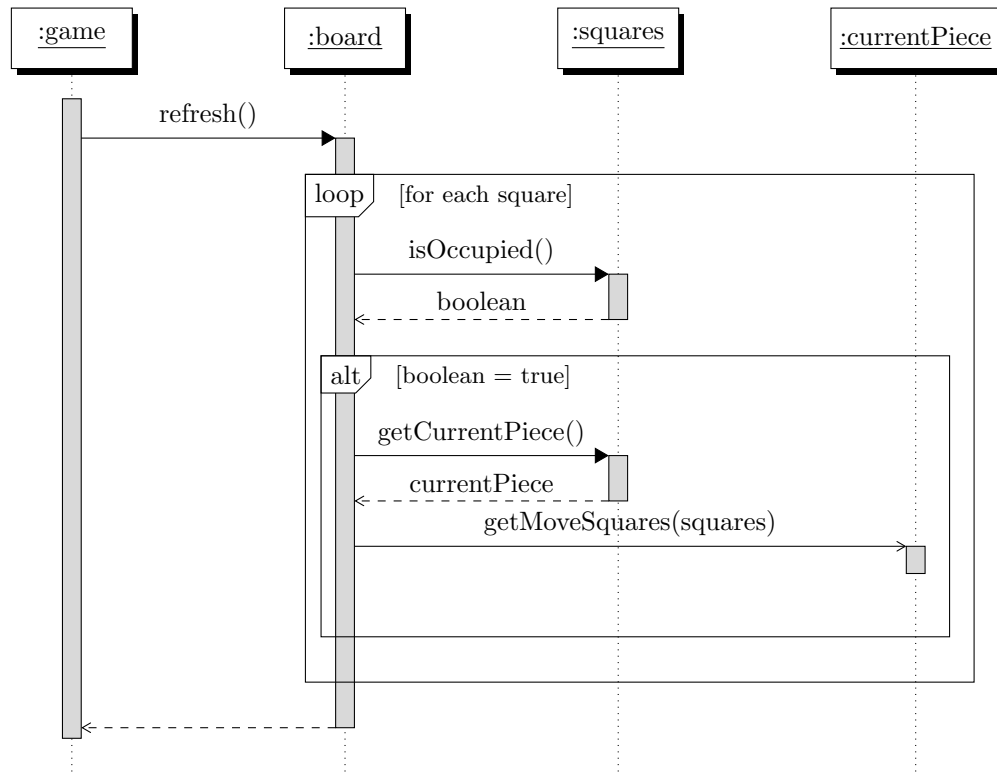 :game
:board
:squares
:currentPiece
refresh()
loop
[for each square]
isOccupied()
boolean
alt
[boolean = true]
getCurrentPiece()
currentPiece
getMoveSquares(squares)